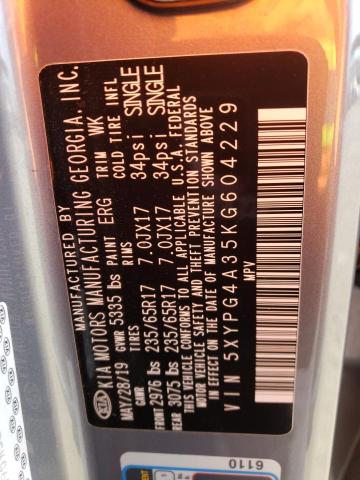 MANUFACTURED BY
KIA MOTORS MANUFACTURING GEORGIA, INC.
KIA
MAY/28/19 GVWR 5335 lbs PAINT ERG TRIM WK
GAWR TIRES RIMS COLD TIRE INFL
FRONT 2976 lbs 235/65R17 7.0JX17 34psi SINGLE
REAR 3075 lbs 235/65R17 7.0JX17 34psi SINGLE
THIS VEHICLE CONFORMS TO ALL APPLICABLE U.S.A. FEDERAL
MOTOR VEHICLE SAFETY AND THEFT PREVENTION STANDARDS
IN EFFECT ON THE DATE OF MANUFACTURE SHOWN ABOVE
VIN 5XYPG4A35KG604229
MPV
6110